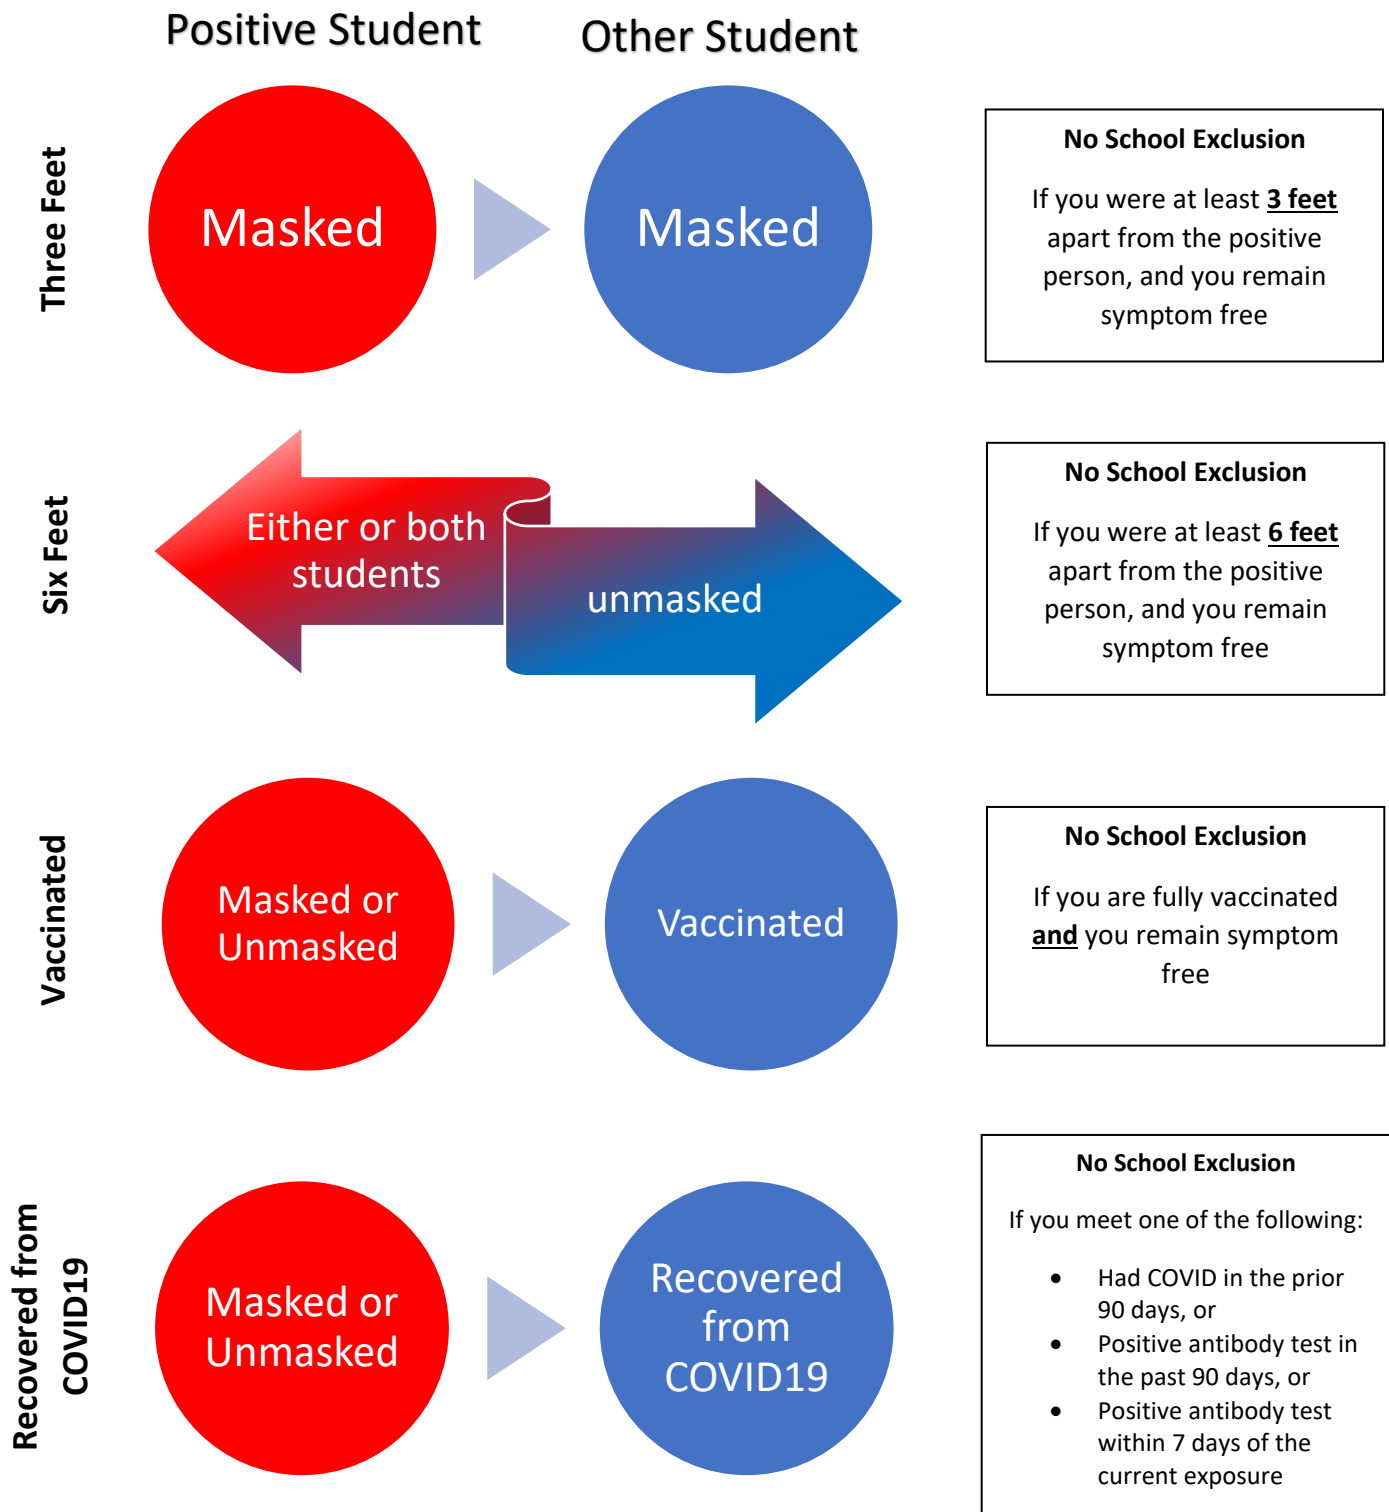 Positive Student
Other Student
Three Feet
Masked
Masked
No School Exclusion
If you were at least 3 feet
apart from the positive
person, and you remain
symptom free
Six Feet
Either or both
students
unmasked
No School Exclusion
If you were at least 6 feet
apart from the positive
person, and you remain
symptom free
Vaccinated
Masked or
Unmasked
Vaccinated
No School Exclusion
If you are fully vaccinated
and you remain symptom
free
Recovered from
COVID19
Masked or
Unmasked
Recovered
from
COVID19
No School Exclusion
If you meet one of the following:
• Had COVID in the prior
90 days, or
• Positive antibody test in
the past 90 days, or
• Positive antibody test
within 7 days of the
current exposure